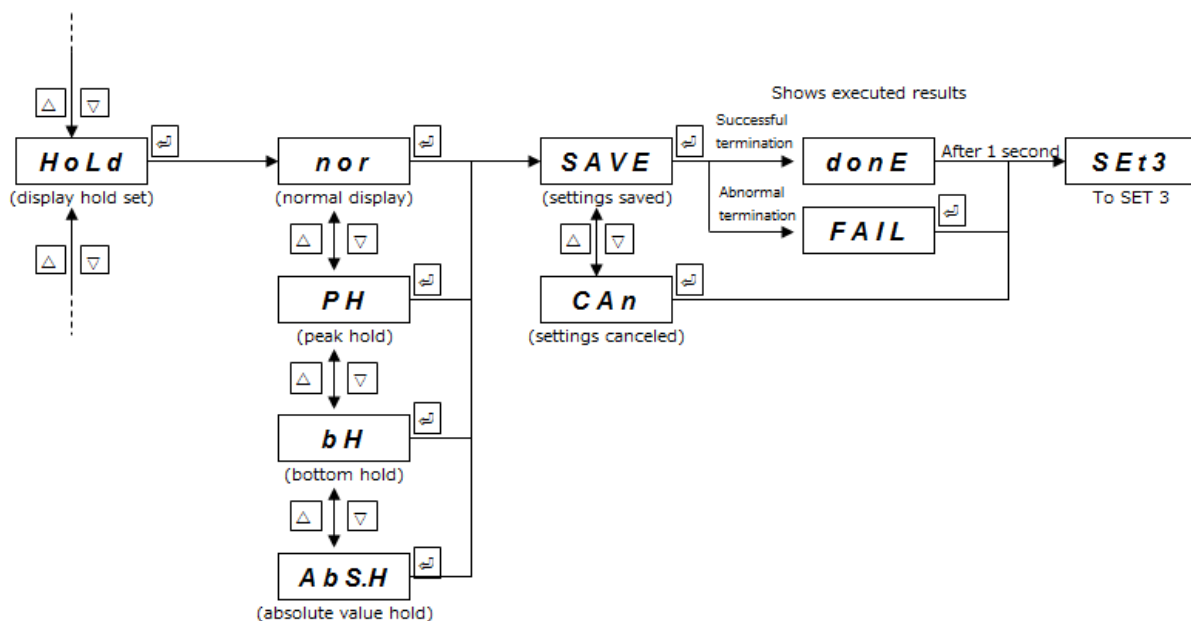 Shows executed results
Successful
termination
HoLd
nor
SAVE
donE
After 1 second
SEt3
(display hold set)
(normal display)
(settings saved)
Abnormal
termination
To SET 3
△ ▽
FAIL
PH
CAn
(peak hold)
(settings canceled)
△ ▽
bH
(bottom hold)
△ ▽
AbS.H
(absolute value hold)